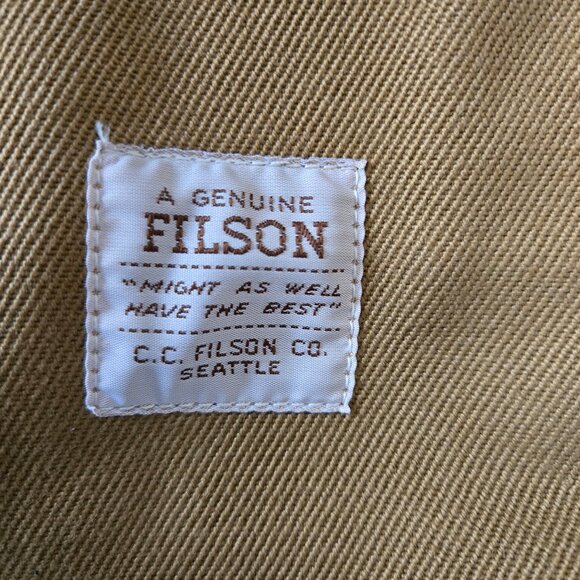 A GENUINE
FILSON
"MIGHT AS WELL
HAVE THE BEST"
C.C. FILSON CO.
SEATTLE